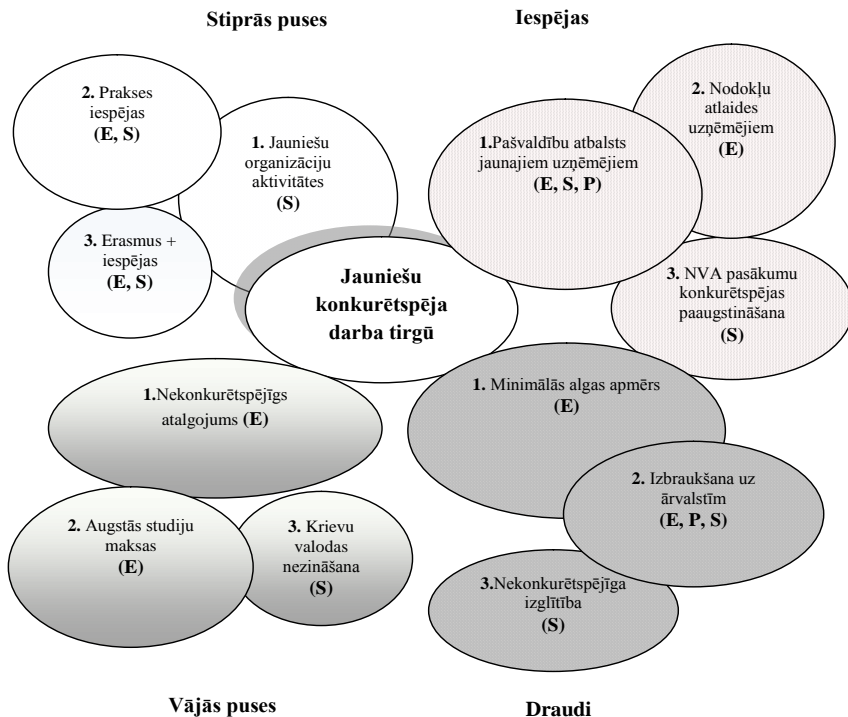 Stiprās puses
Iespējas
2. Prakses
iespējas
(E, S)
1. Jauniešu
organizāciju
aktivitātes
(S)
3. Erasmus +
iespējas
(E, S)
1.Pašvaldību atbalsts
jaunajiem uzņēmējiem
(E, S, P)
2. Nodokļu
atlaides
uzņēmējiem
(E)
3. NVA pasākumu
konkurētspējas
paaugstināšana
(S)
Jauniešu
konkurētspēja
darba tirgū
1.Nekonkurētspējīgs
atalgojums (E)
2. Augstās studiju
maksas
(E)
3. Krievu
valodas
nezināšana
(S)
1. Minimālās algas apmērs
(E)
2. Izbraukšana uz
ārvalstīm
(E, P, S)
3.Nekonkurētspējīga
izglītība
(S)
Vājās puses
Draudi